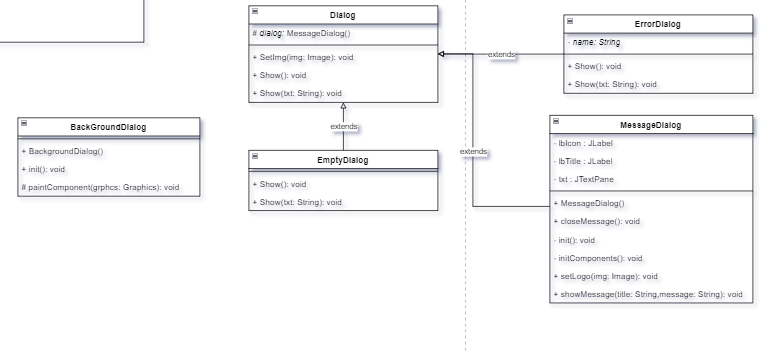 Dialog
# dialog: MessageDialog()
+ SetImg(img: Image): void
+ Show(): void
+ Show(txt: String): void
ErrorDialog
- name: String
+ Show(): void
+ Show(txt: String): void
extends
BackGroundDialog
+ BackgroundDialog()
+ init(): void
# paintComponent(grphcs: Graphics): void
extends
EmptyDialog
+ Show(): void
+ Show(txt: String): void
extends
MessageDialog
- lbIcon : JLabel
- lbTitle : JLabel
- txt : JTextPane
+ MessageDialog()
+ closeMessage(): void
- init(): void
- initComponents(): void
+ setLogo(img: Image): void
+ showMessage(title: String,message: String): void